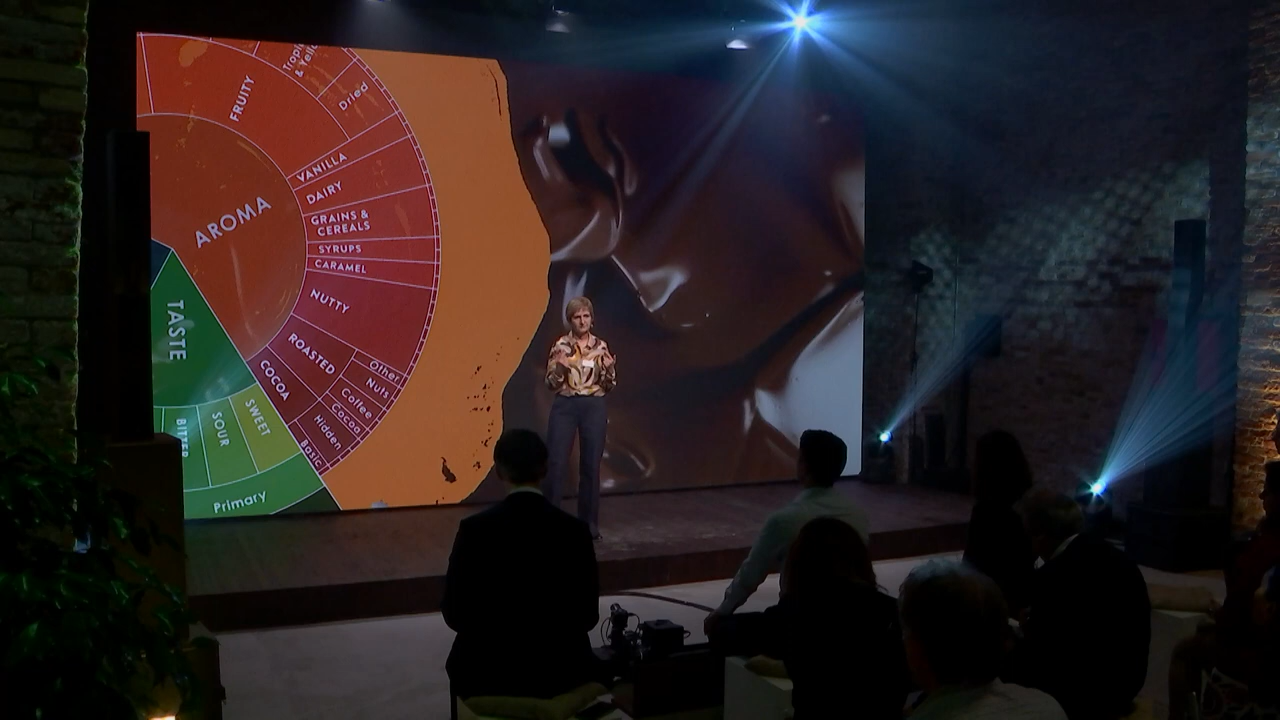 Dried
FRUITY
VANILLA
DAIRY
AROMA
GRAINS &
CEREALS
SYRUPS
CARAMEL
NUTTY
TASTE
ROASTED
Other
Nuts
COCOA
Coffee
Cocoa
Hidden
Basic
SWEET
SOUR
BITTER
Primary